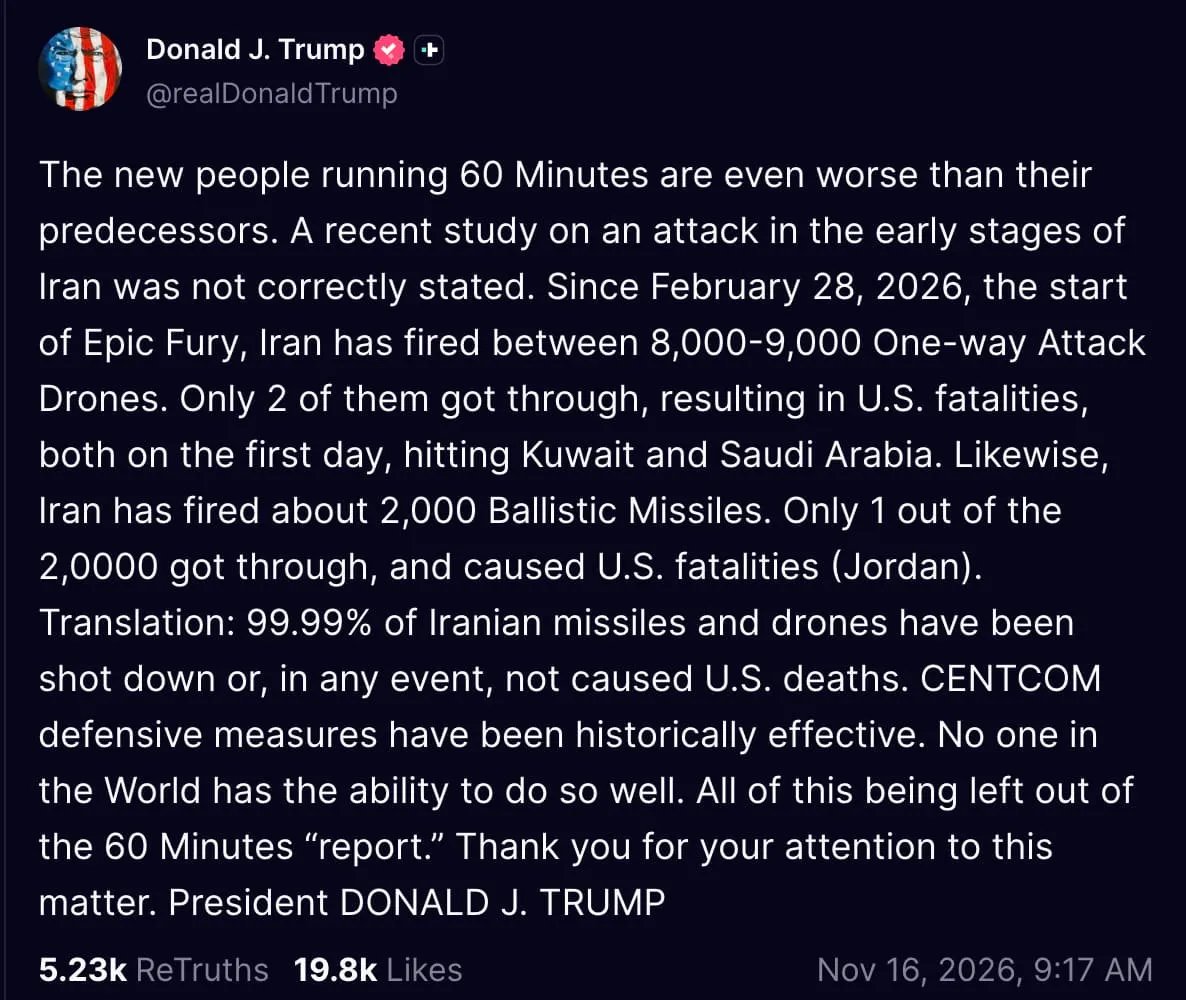 Donald J. Trump
@realDonaldTrump
The new people running 60 Minutes are even worse than their
predecessors. A recent study on an attack in the early stages of
Iran was not correctly stated. Since February 28, 2026, the start
of Epic Fury, Iran has fired between 8,000-9,000 One-way Attack
Drones. Only 2 of them got through, resulting in U.S. fatalities,
both on the first day, hitting Kuwait and Saudi Arabia. Likewise,
Iran has fired about 2,000 Ballistic Missiles. Only 1 out of the
2,0000 got through, and caused U.S. fatalities (Jordan).
Translation: 99.99% of Iranian missiles and drones have been
shot down or, in any event, not caused U.S. deaths. CENTCOM
defensive measures have been historically effective. No one in
the World has the ability to do so well. All of this being left out of
the 60 Minutes “report.” Thank you for your attention to this
matter. President DONALD J. TRUMP
5.23k ReTruths 19.8k Likes Nov 16, 2026, 9:17 AM